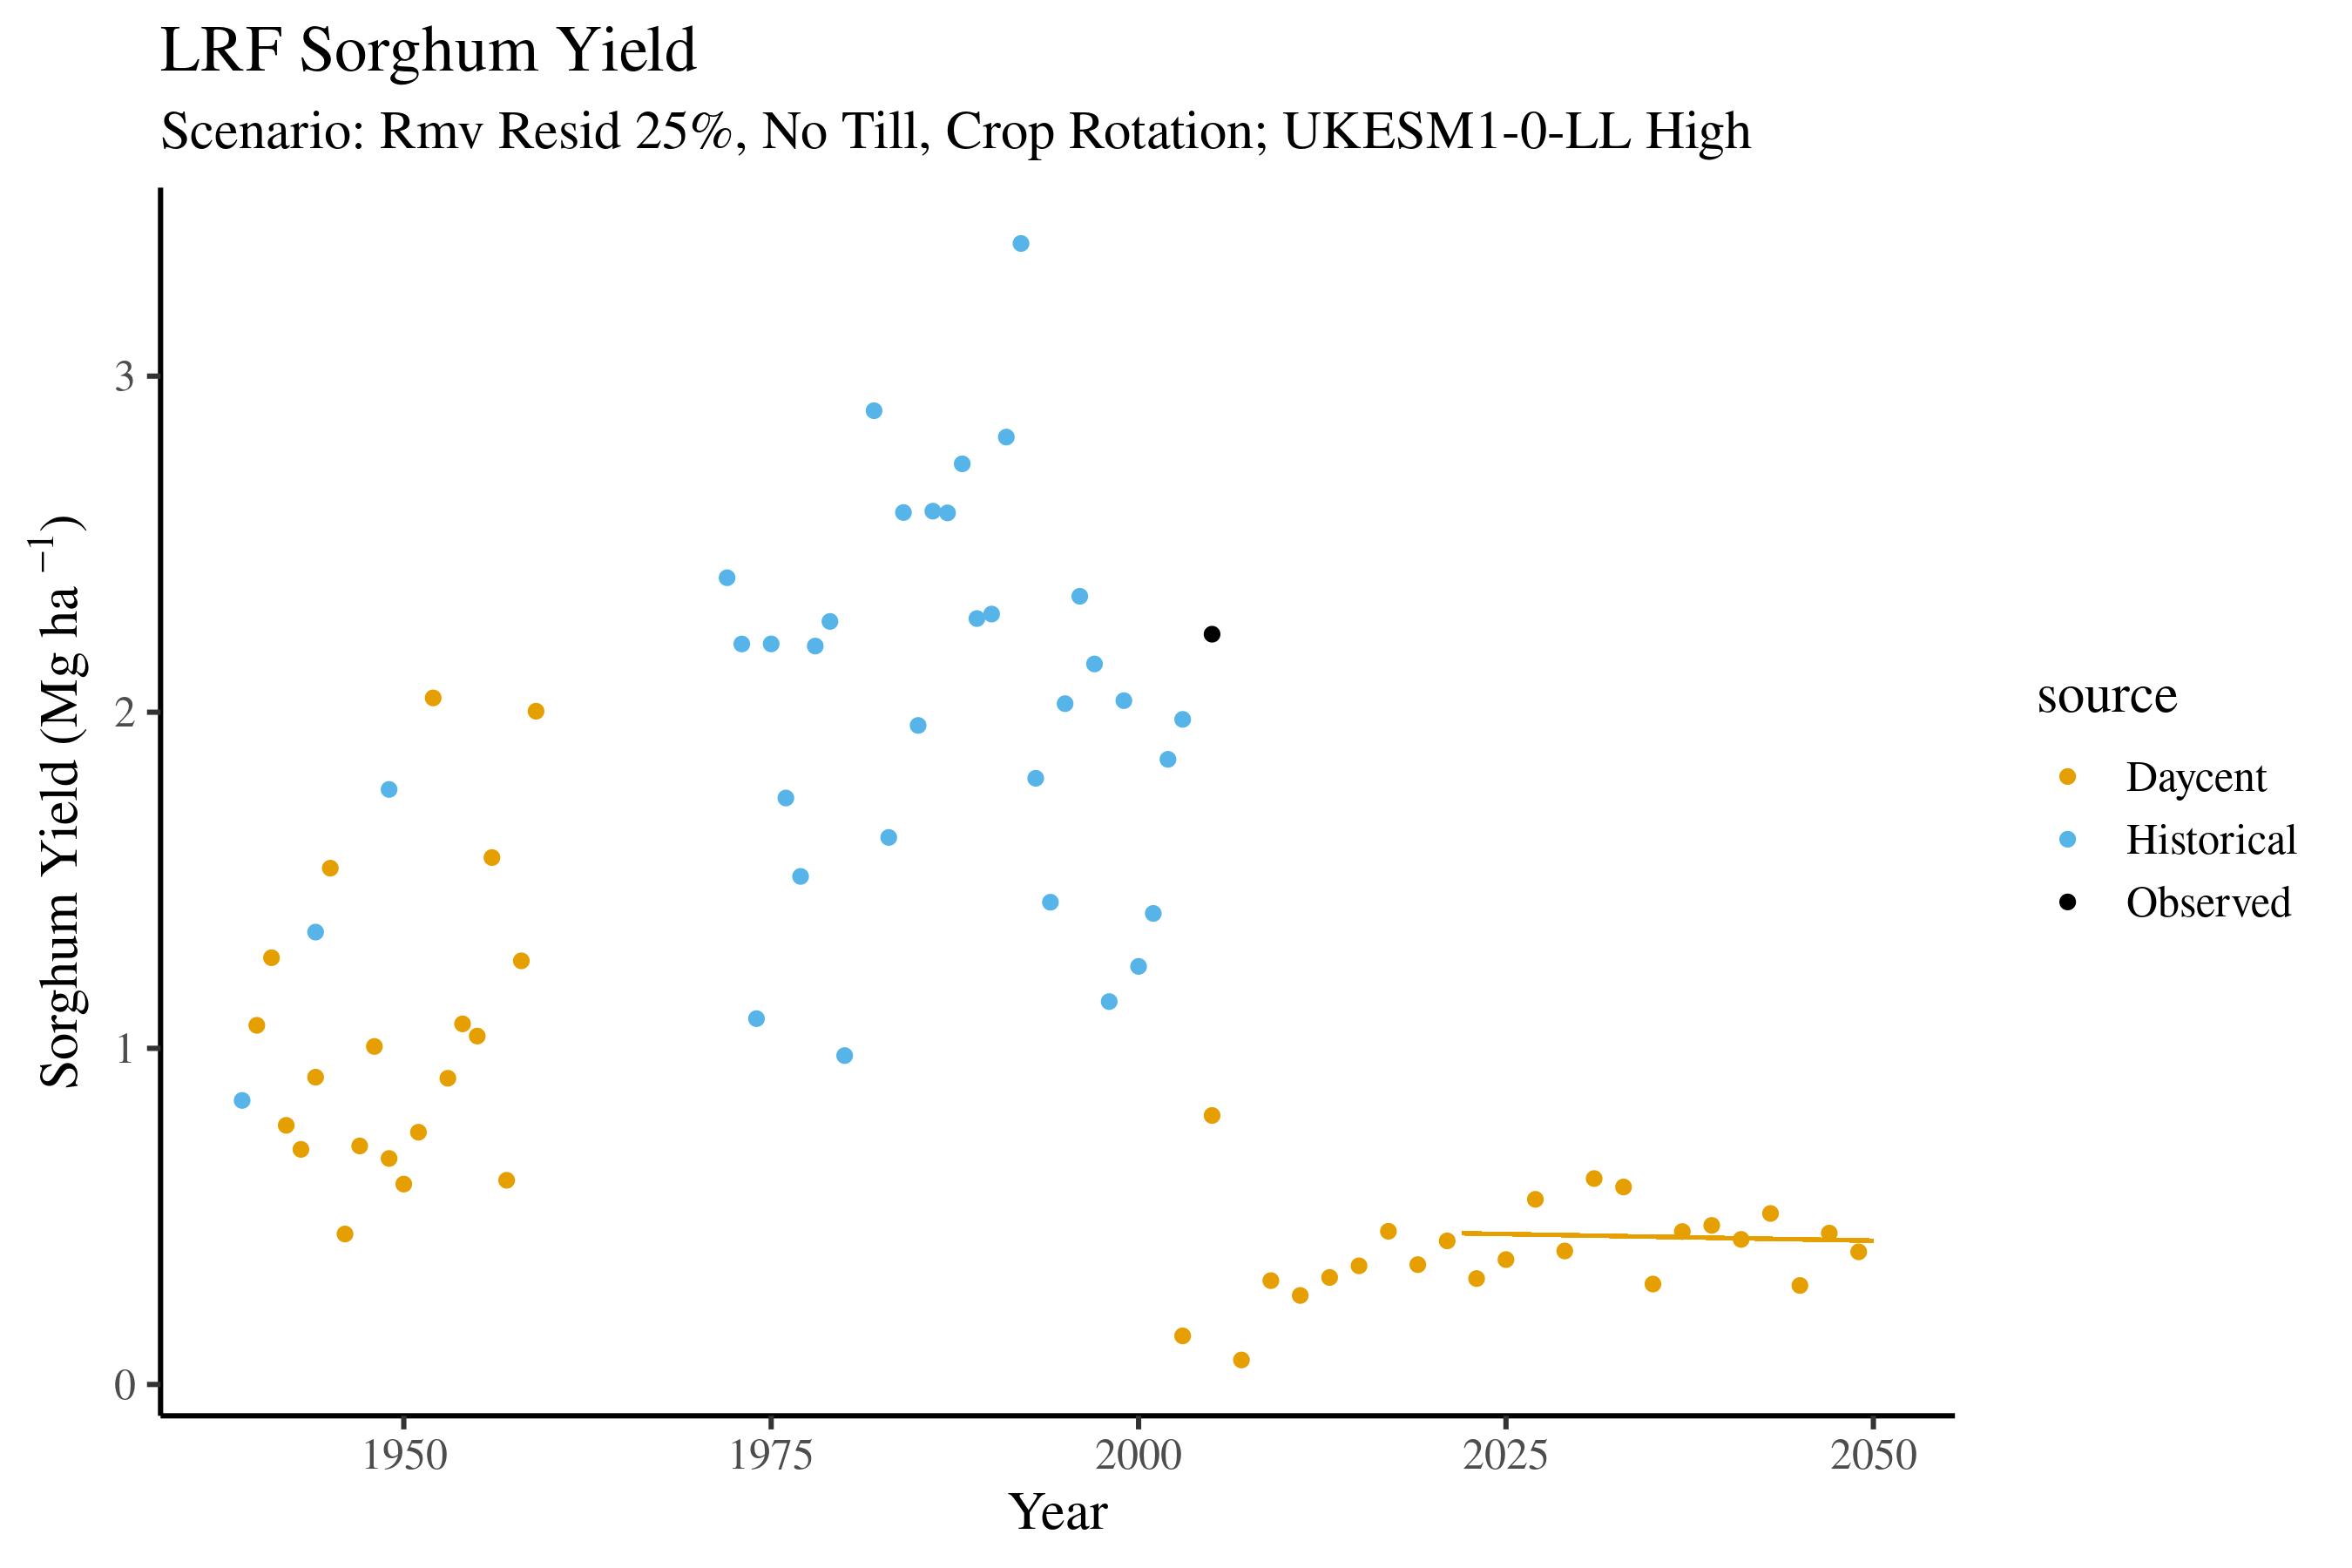 LRF Sorghum Yield
Scenario: Rmv Resid 25%, No Till, Crop Rotation; UKESM1-0-LL High
Sorghum Yield (Mg ha⁻¹)
3
2
1
0
1950 1975 2000 2025 2050
Year
source
Daycent
Historical
Observed